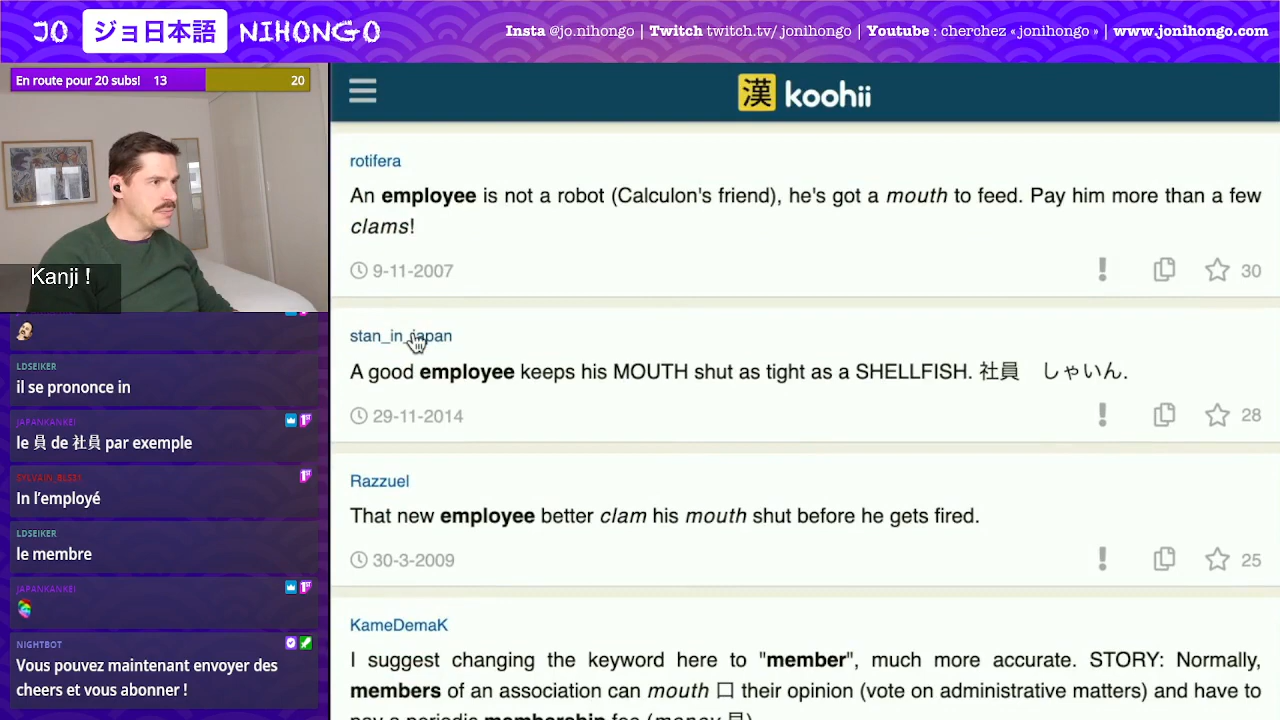 JO ジョ日本語 NIHONGO
Insta @jo.nihongo | Twitch twitch.tv/ jonihongo | Youtube : cherchez « jonihongo » | www.jonihongo.com
En route pour 20 subs! 13 20
Kanji !
LDSEIKER
il se prononce in
JAPANKANKEI
le 員 de 社員 par exemple
SYLVAIN_BLS31
In l’employé
LDSEIKER
le membre
JAPANKANKEI
NIGHTBOT
Vous pouvez maintenant envoyer des
cheers et vous abonner !
漢 koohii
rotifera
An employee is not a robot (Calculon's friend), he's got a mouth to feed. Pay him more than a few
clams!
9-11-2007 30
stan_in_japan
A good employee keeps his MOUTH shut as tight as a SHELLFISH. 社員　しゃいん.
29-11-2014 28
Razzuel
That new employee better clam his mouth shut before he gets fired.
30-3-2009 25
KameDemaK
I suggest changing the keyword here to "member", much more accurate. STORY: Normally,
members of an association can mouth 口 their opinion (vote on administrative matters) and have to
pay a periodic membership fee (money 貝).